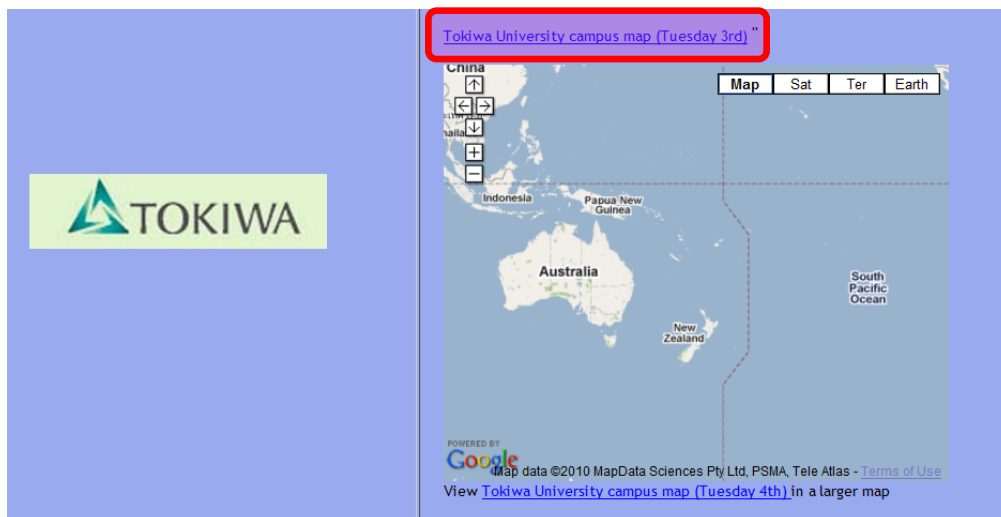 Tokiwa University campus map (Tuesday 3rd) "
China
Map Sat Ter Earth
Indonesia
Papua New
Guinea
TOKIWA
Australia
South
Pacific
Ocean
New
Zealand
POWERED BY
Google
Map data ©2010 MapData Sciences Pty Ltd, PSMA, Tele Atlas - Terms of Use
View Tokiwa University campus map (Tuesday 4th) in a larger map